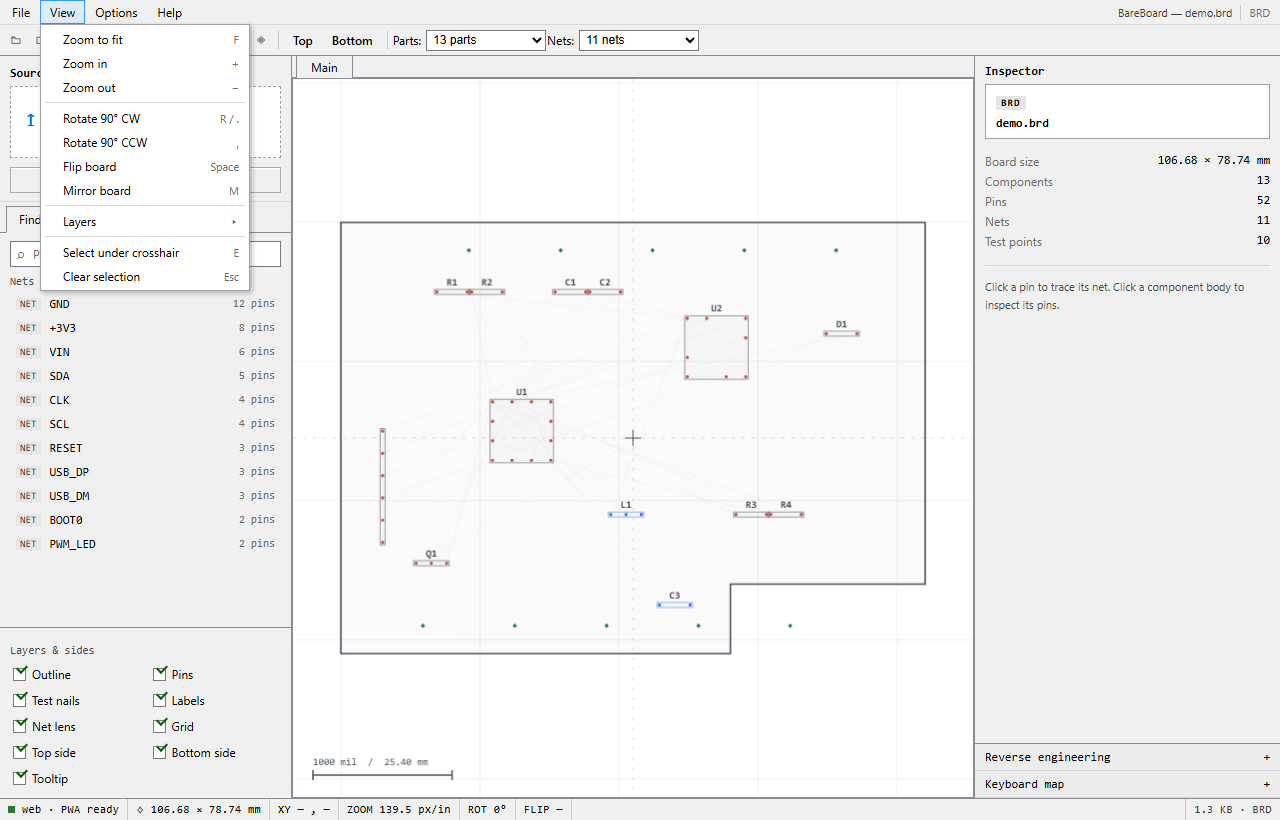 File View Options Help BareBoard — demo.brd BRD
Top Bottom Parts: 13 parts Nets: 11 nets
Zoom to fit F
Zoom in +
Zoom out −
Rotate 90° CW R / .
Rotate 90° CCW ,
Flip board Space
Mirror board M
Layers ▸
Select under crosshair E
Clear selection Esc
Find
Nets
NET GND 12 pins
NET +3V3 8 pins
NET VIN 6 pins
NET SDA 5 pins
NET CLK 4 pins
NET SCL 4 pins
NET RESET 3 pins
NET USB_DP 3 pins
NET USB_DM 3 pins
NET BOOT0 2 pins
NET PWM_LED 2 pins
Layers & sides
Outline Pins
Test nails Labels
Net lens Grid
Top side Bottom side
Tooltip
Main
R1 R2 C1 C2
U2
D1
U1
L1 R3 R4
Q1
C3
1000 mil / 25.40 mm
Inspector
BRD
demo.brd
Board size 106.68 × 78.74 mm
Components 13
Pins 52
Nets 11
Test points 10
Click a pin to trace its net. Click a component body to
inspect its pins.
Reverse engineering +
Keyboard map +
web · PWA ready ◇ 106.68 × 78.74 mm XY — , — ZOOM 139.5 px/in ROT 0° FLIP — 1.3 KB · BRD